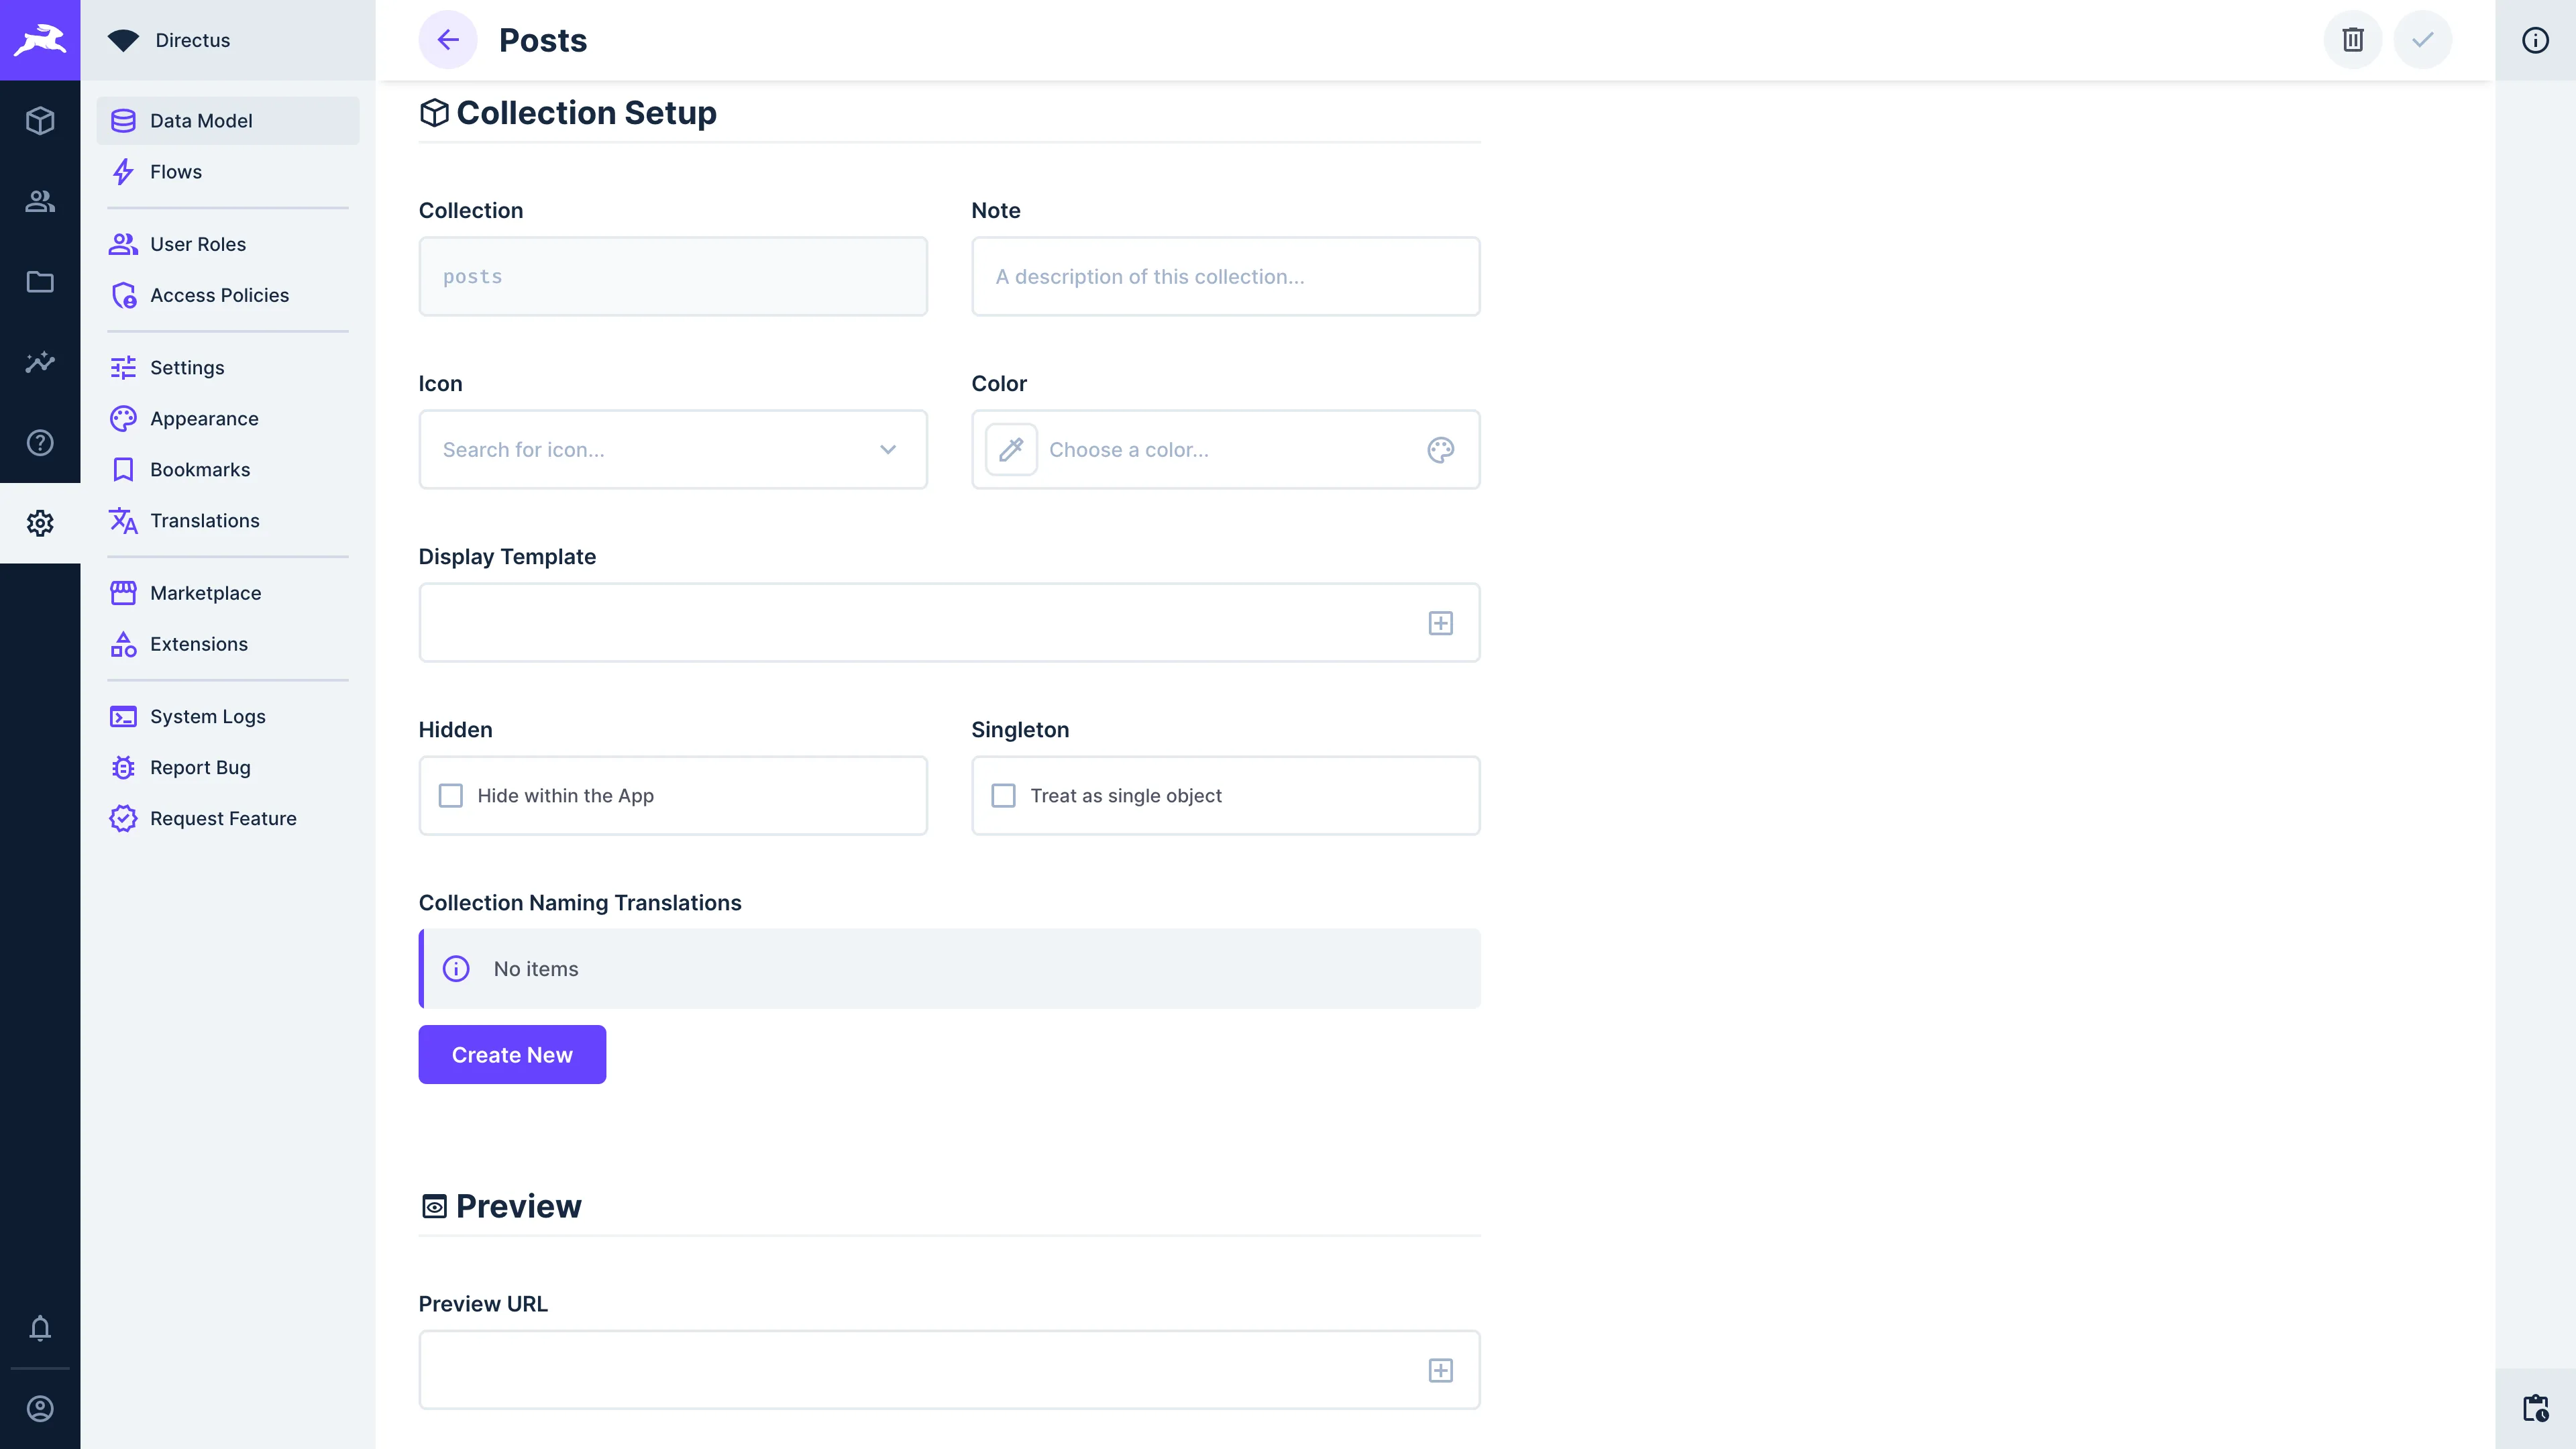 Directus
Data Model
Flows
User Roles
Access Policies
Settings
Appearance
Bookmarks
Translations
Marketplace
Extensions
System Logs
Report Bug
Request Feature
Posts
Collection Setup
Collection
Note
posts
A description of this collection...
Icon
Color
Search for icon...
Choose a color...
Display Template
Hidden
Singleton
Hide within the App
Treat as single object
Collection Naming Translations
No items
Create New
Preview
Preview URL